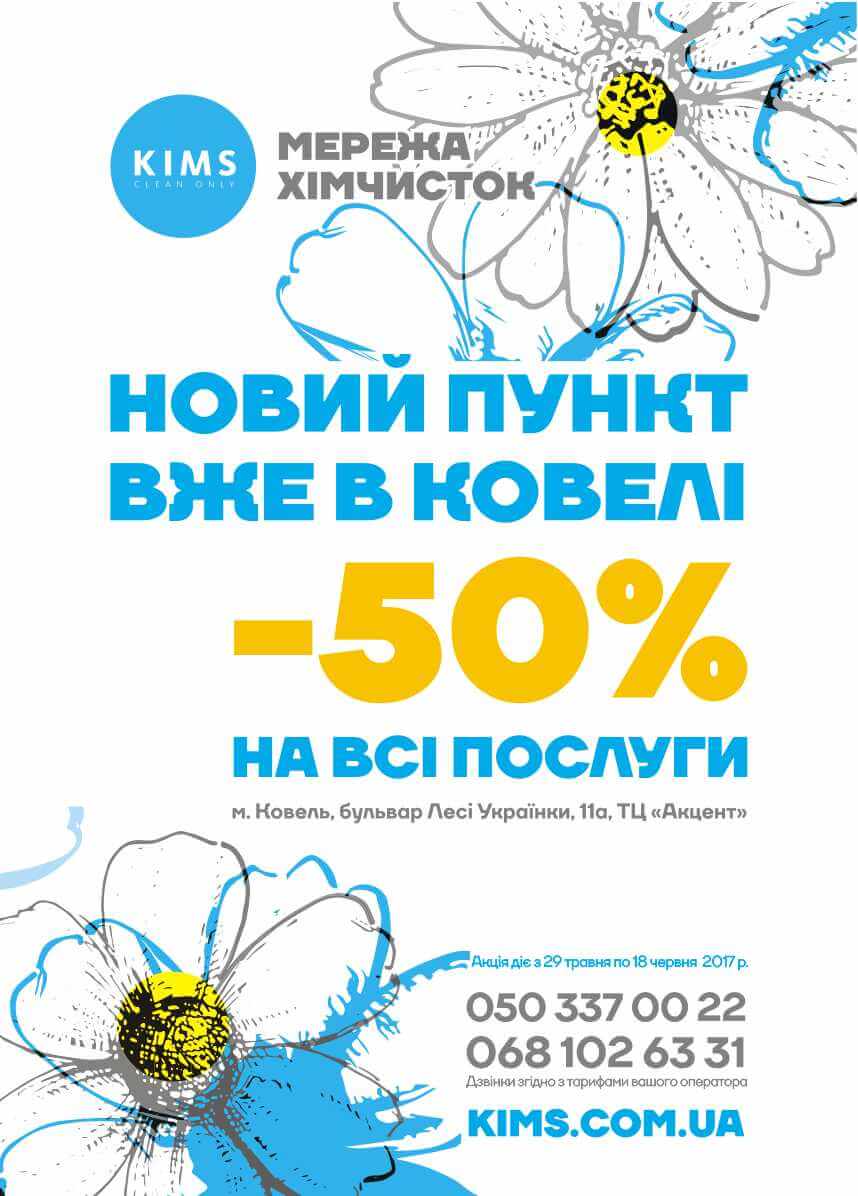 KIMS
CLEAN ONLY
МЕРЕЖА
ХІМЧИСТОК
НОВИЙ ПУНКТ
ВЖЕ В КОВЕЛІ
-50%
НА ВСІ ПОСЛУГИ
м. Ковель, бульвар Лесі Українки, 11а, ТЦ «Акцент»
Акція діє з 29 травня по 18 червня 2017 р.
050 337 00 22
068 102 63 31
Дзвінки згідно з тарифами вашого оператора
KIMS.COM.UA